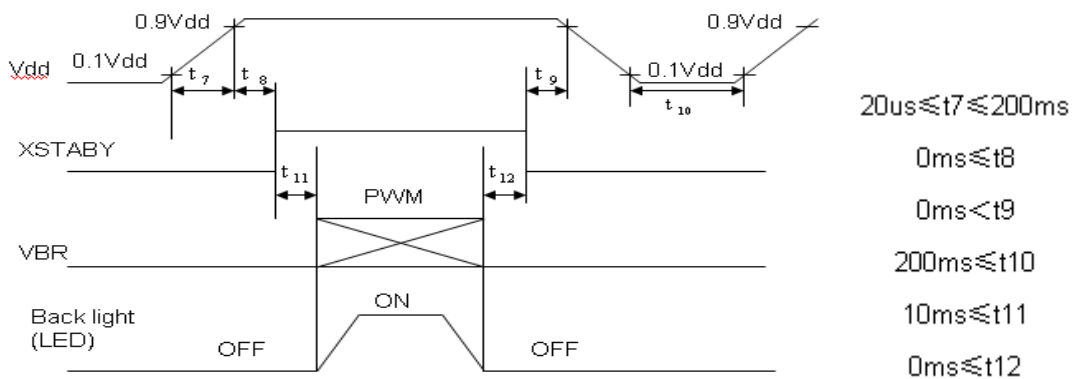 0.9Vdd 0.9Vdd
Vdd 0.1Vdd t7 t8 t9 0.1Vdd
t10
20us≤t7≤200ms
XSTABY
0ms≤t8
t11 t12
PWM
0ms<t9
VBR
200ms≤t10
ON
Back light
(LED)
10ms≤t11
OFF OFF
0ms≤t12